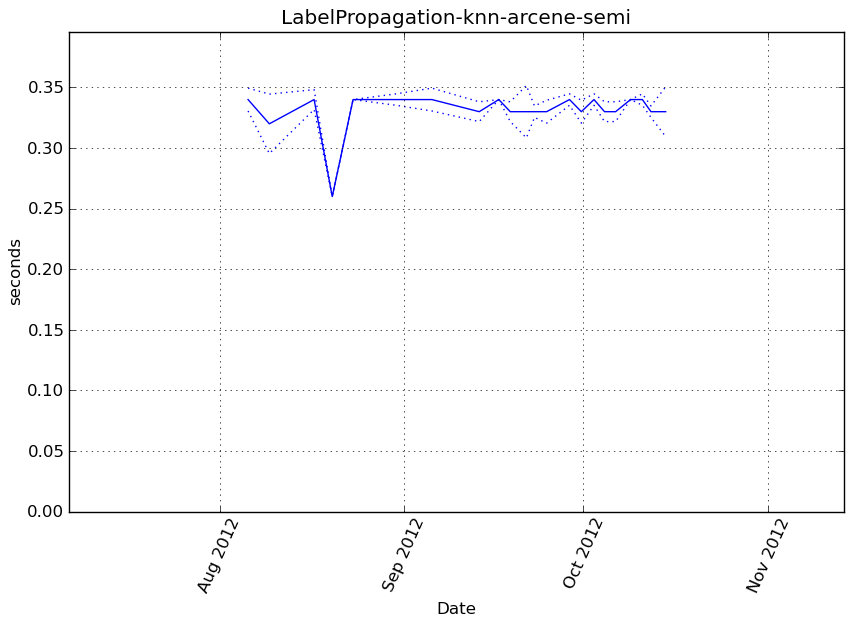 LabelPropagation-knn-arcene-semi
0.35
0.30
0.25
0.20
0.15
0.10
0.05
0.00
seconds
Aug 2012
Sep 2012
Oct 2012
Nov 2012
Date